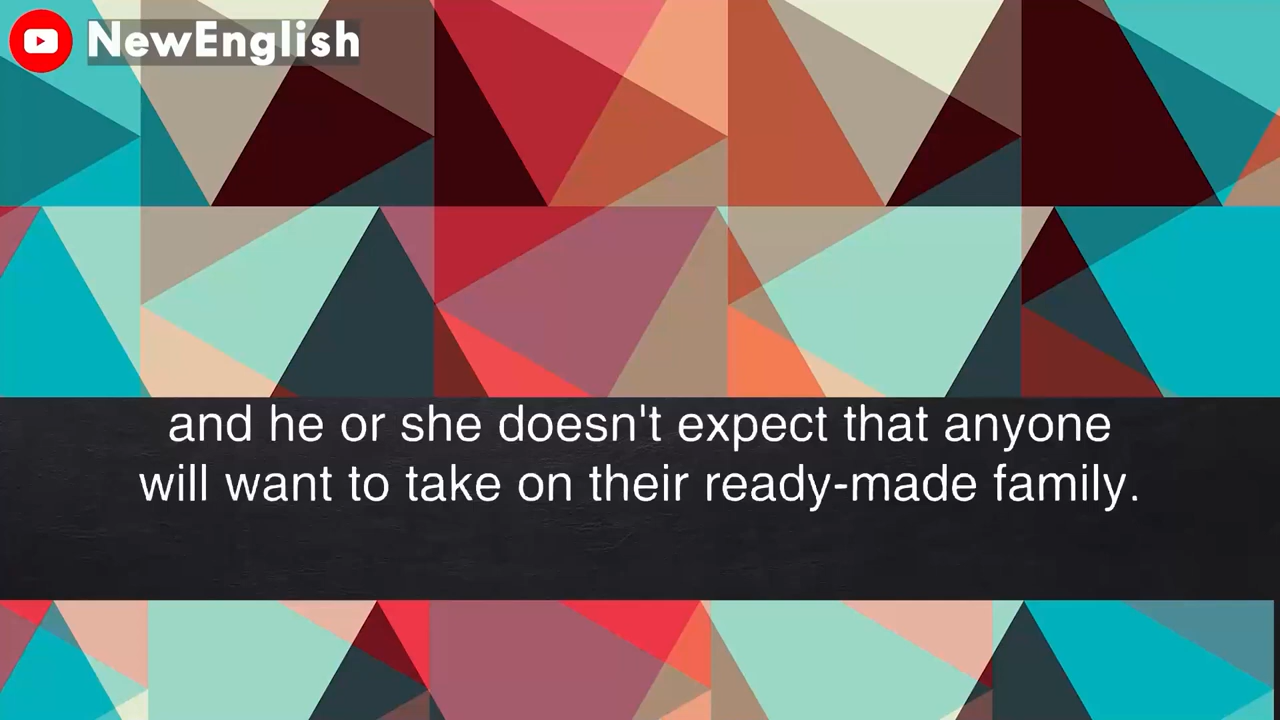 NewEnglish
and he or she doesn't expect that anyone
will want to take on their ready-made family.